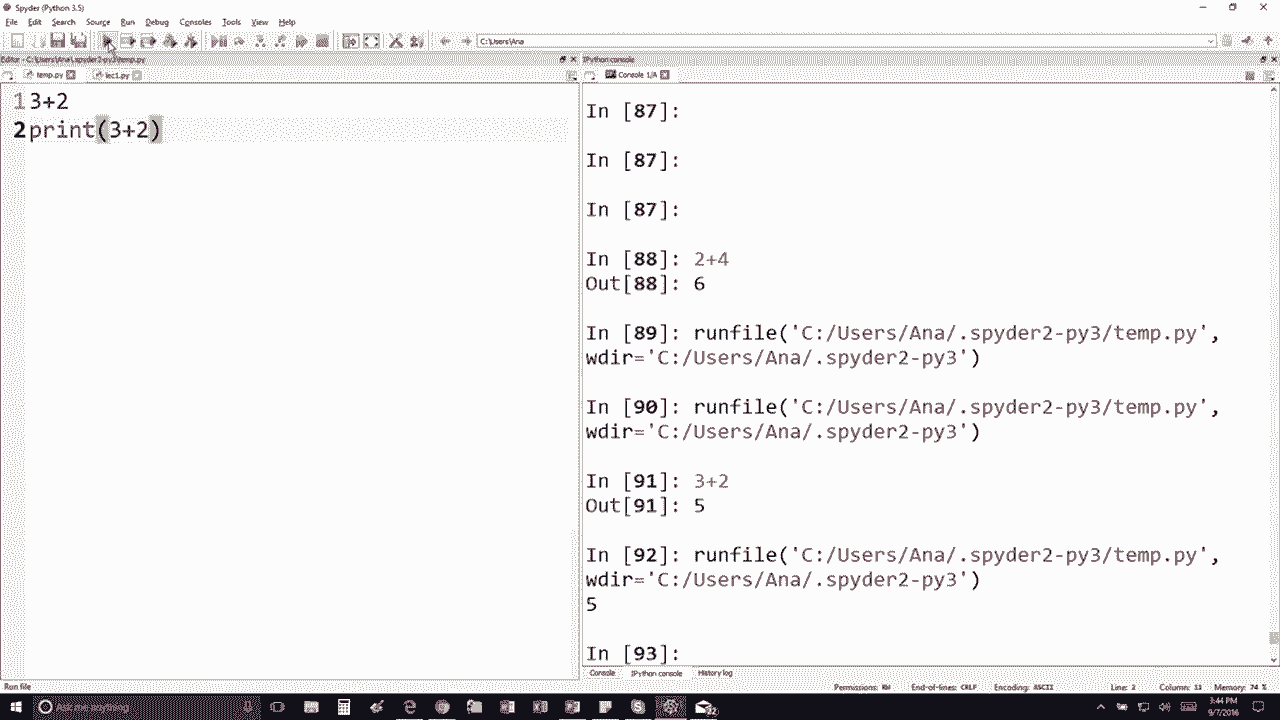 Spyder (Python 3.5)
File Edit Search Source Run Debug Consoles Tools View Help
C:\Users\Ana
Editor - C:\Users\Ana\.spyder2-py3\temp.py
IPython console
temp.py lec1.py
Console 1/A
1 3+2
2 print(3+2)
In [87]:
In [87]:
In [87]:
In [88]: 2+4
Out[88]: 6
In [89]: runfile('C:/Users/Ana/.spyder2-py3/temp.py',
wdir='C:/Users/Ana/.spyder2-py3')
In [90]: runfile('C:/Users/Ana/.spyder2-py3/temp.py',
wdir='C:/Users/Ana/.spyder2-py3')
In [91]: 3+2
Out[91]: 5
In [92]: runfile('C:/Users/Ana/.spyder2-py3/temp.py',
wdir='C:/Users/Ana/.spyder2-py3')
5
In [93]:
Console IPython console History log
Run file
Permissions: RW End-of-lines: CRLF Encoding: ASCII Line: 2 Column: 11 Memory: 74 %
Ask me anything
3:44 PM
9/7/2016